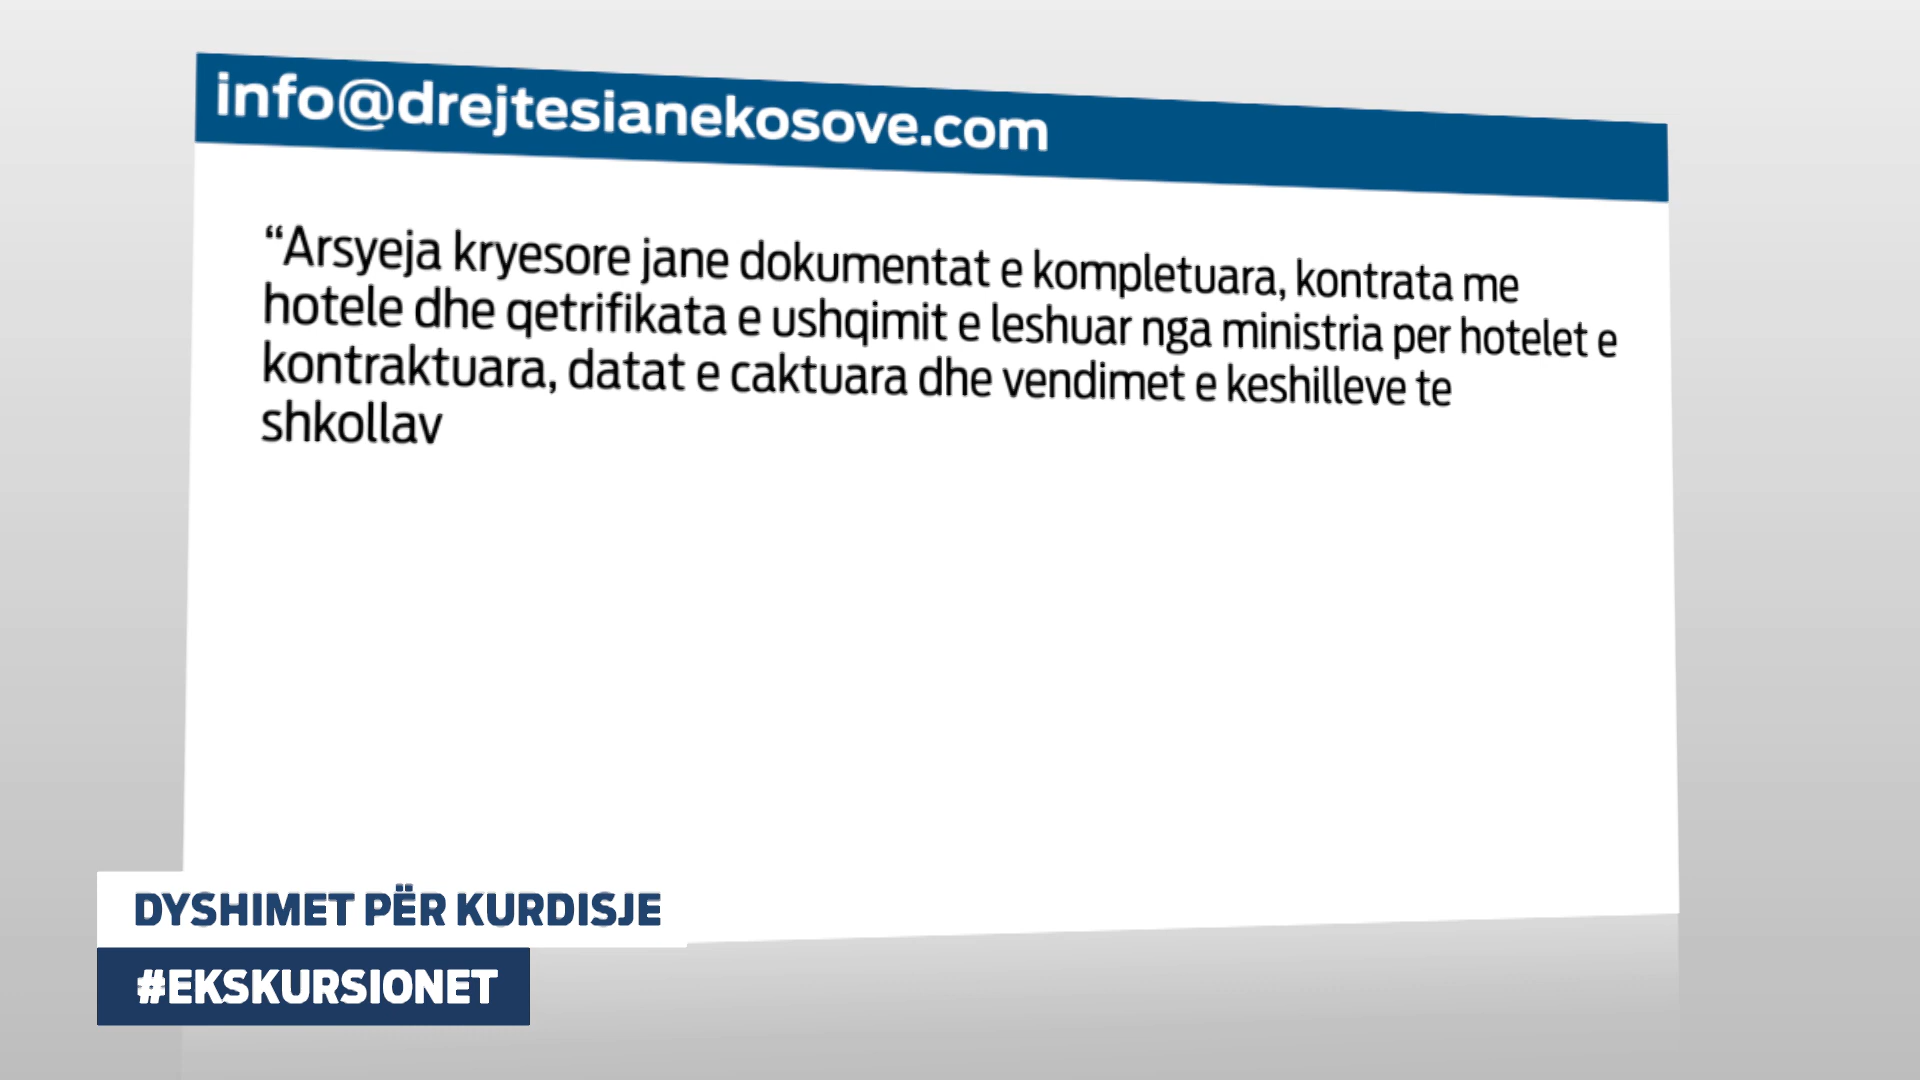 info@drejtesianekosove.com
“Arsyeja kryesore jane dokumentat e kompletuara, kontrata me
hotele dhe qetrifikata e ushqimit e leshuar nga ministria per hotelet e
kontraktuara, datat e caktuara dhe vendimet e keshilleve te
shkollav
DYSHIMET PËR KURDISJE
#EKSKURSIONET